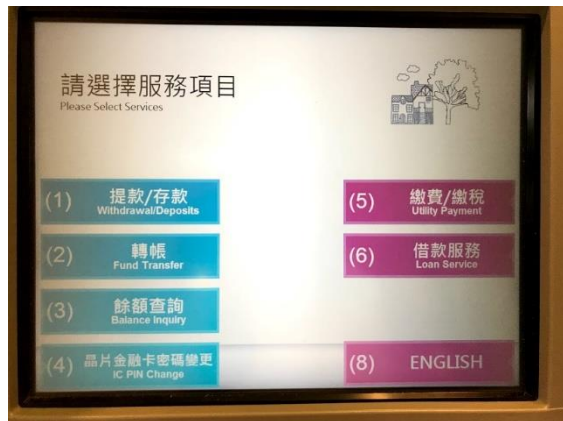 請選擇服務項目
Please Select Services
(1) 提款/存款
Withdrawal/Deposits
(2) 轉帳
Fund Transfer
(3) 餘額查詢
Balance Inquiry
(4) 晶片金融卡密碼變更
IC PIN Change
(5) 繳費/繳稅
Utility Payment
(6) 借款服務
Loan Service
(8) ENGLISH